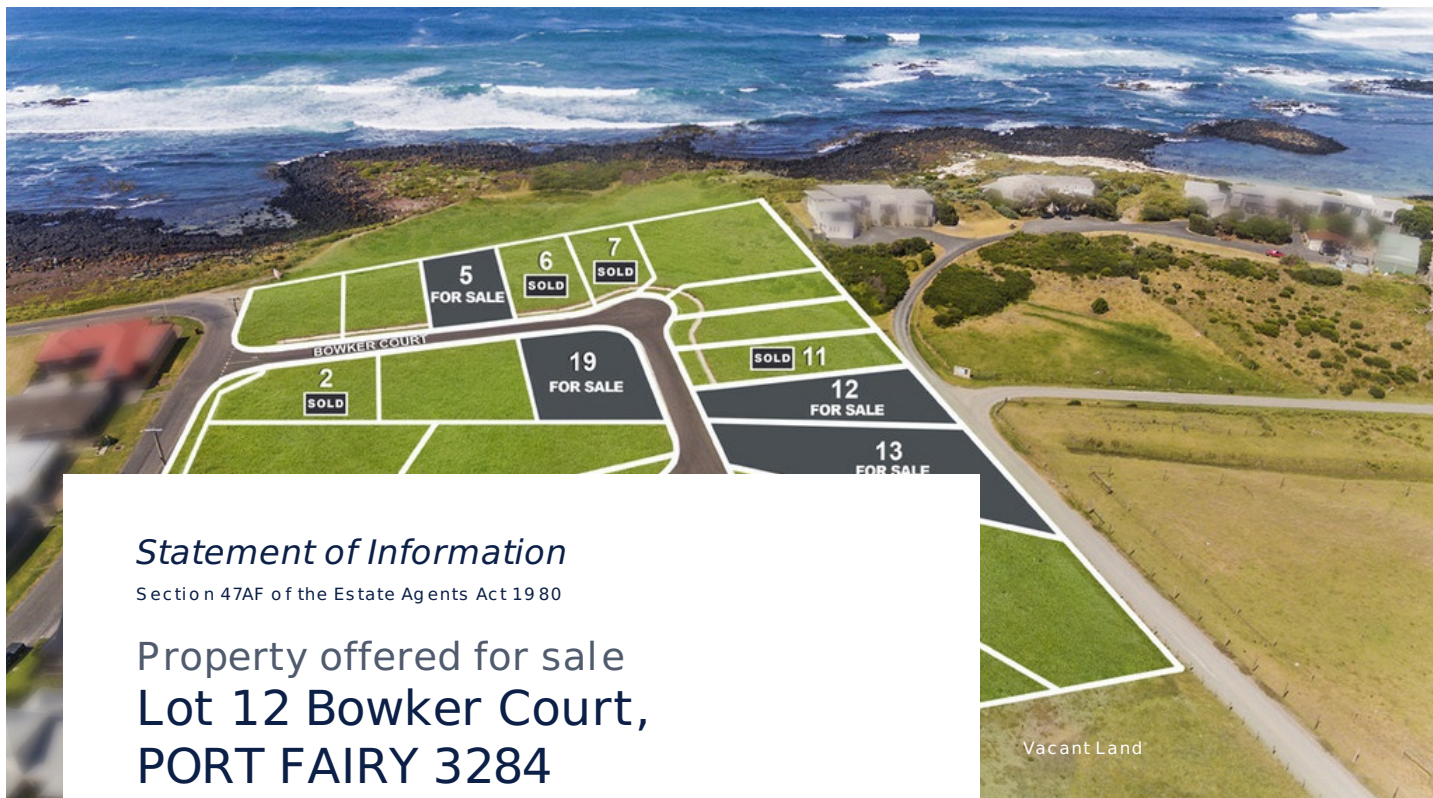 7
SOLD
6
SOLD
5
FOR SALE
BOWKER COURT
19
FOR SALE
SOLD 11
2
SOLD
12
FOR SALE
13
FOR SALE
Statement of Information
Section 47AF of the Estate Agents Act 1980
Property offered for sale
Lot 12 Bowker Court,
PORT FAIRY 3284
Vacant Land